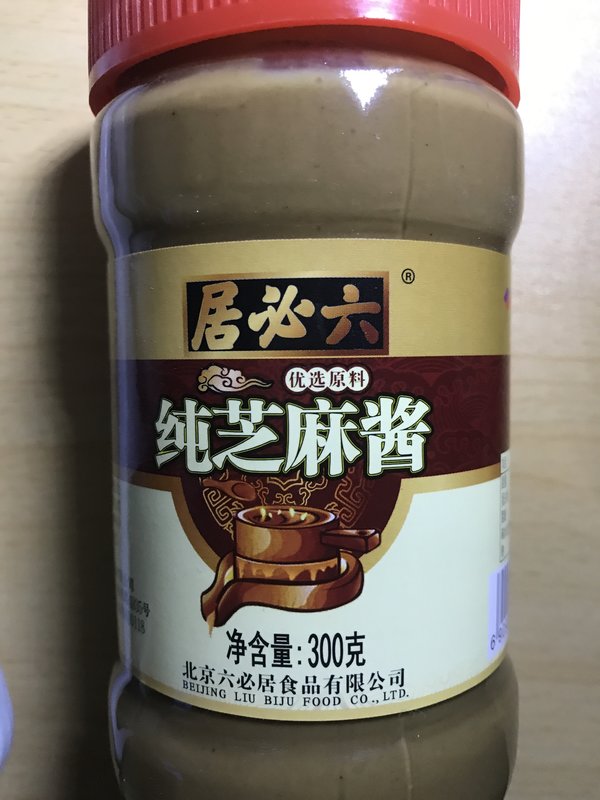 居必六
®
优选原料
纯芝麻酱
净含量:300克
北京六必居食品有限公司
BEIJING LIU BIJU FOOD CO.,LTD.